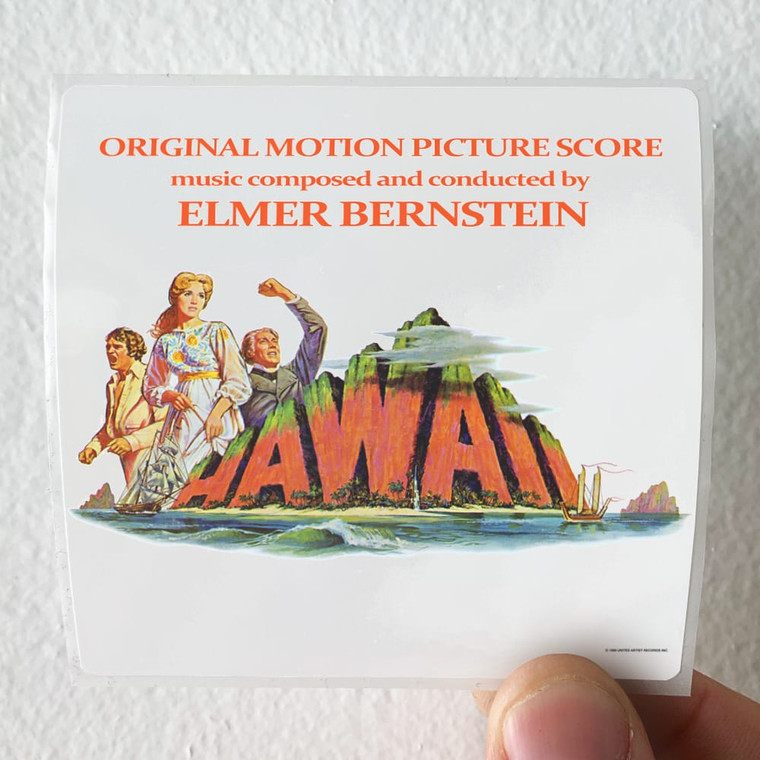 ORIGINAL MOTION PICTURE SCORE
music composed and conducted by
ELMER BERNSTEIN
HAWAII